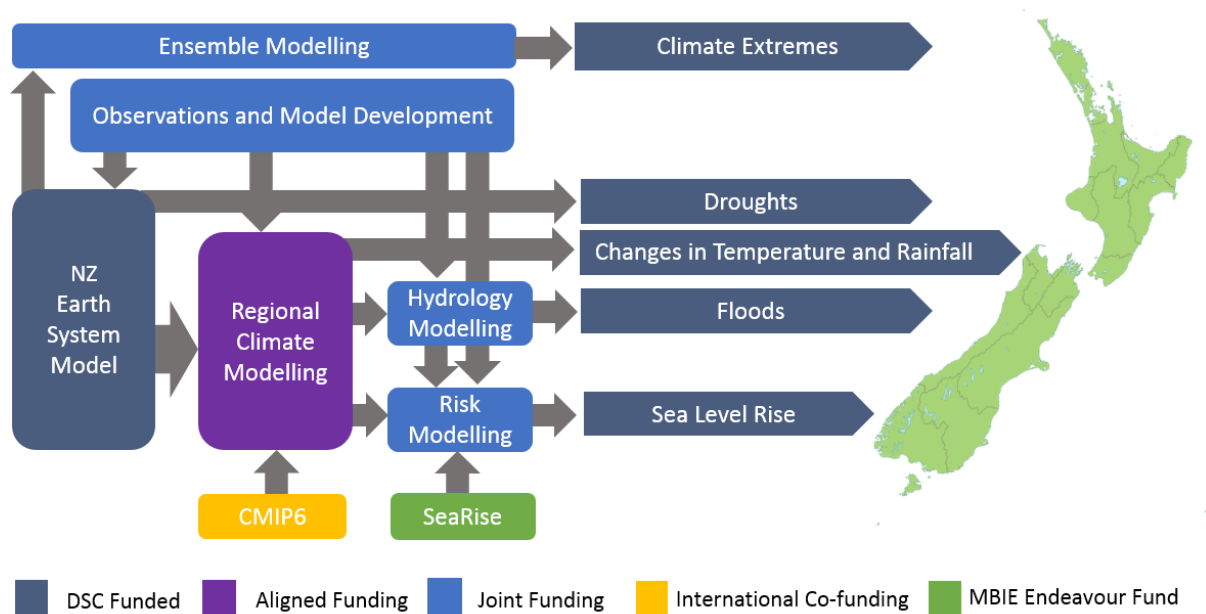 Ensemble Modelling
Climate Extremes
Observations and Model Development
Droughts
NZ
Earth
System
Model
Changes in Temperature and Rainfall
Regional
Climate
Modelling
Hydrology
Modelling
Floods
Risk
Modelling
Sea Level Rise
CMIP6
SeaRise
DSC Funded
Aligned Funding
Joint Funding
International Co-funding
MBIE Endeavour Fund